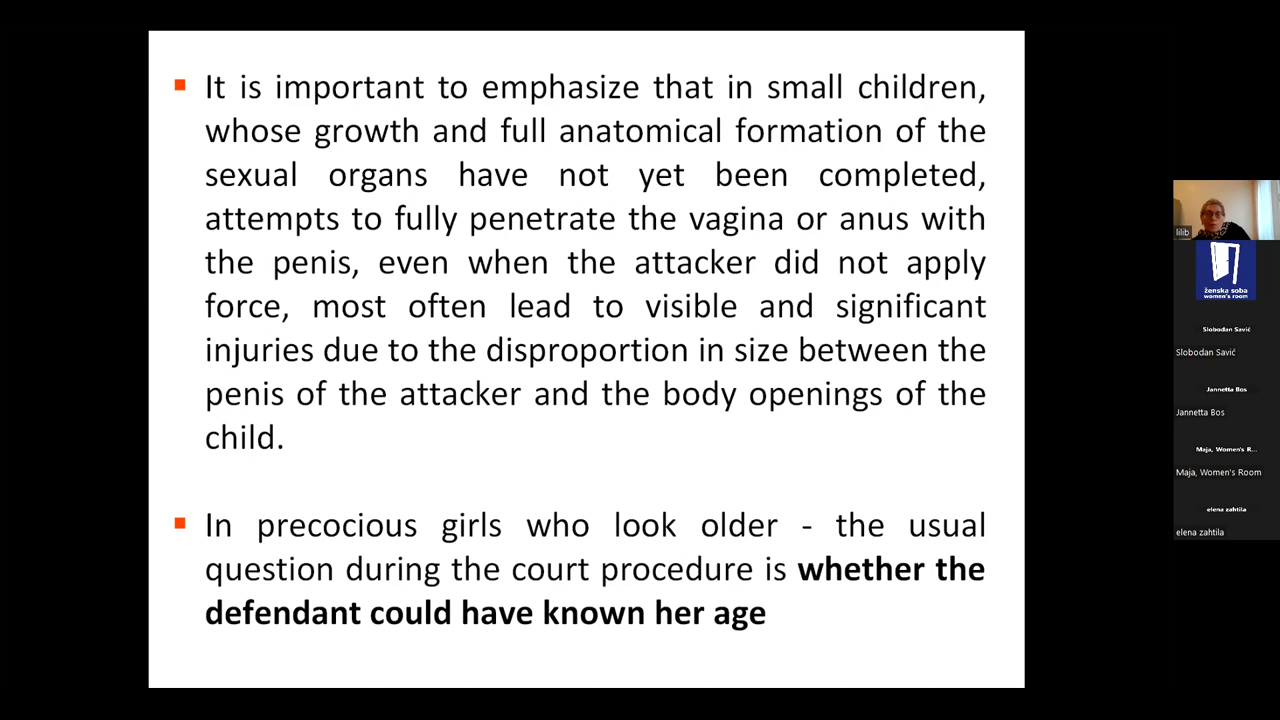 It is important to emphasize that in small children,
whose growth and full anatomical formation of the
sexual organs have not yet been completed,
attempts to fully penetrate the vagina or anus with
the penis, even when the attacker did not apply
force, most often lead to visible and significant
injuries due to the disproportion in size between the
penis of the attacker and the body openings of the
child.
In precocious girls who look older - the usual
question during the court procedure is whether the
defendant could have known her age
lilib
ženska soba
women's room
Slobodan Savić
Slobodan Savić
Jannetta Bos
Jannetta Bos
Maja, Women's R...
Maja, Women's Room
elena zahtila
elena zahtila